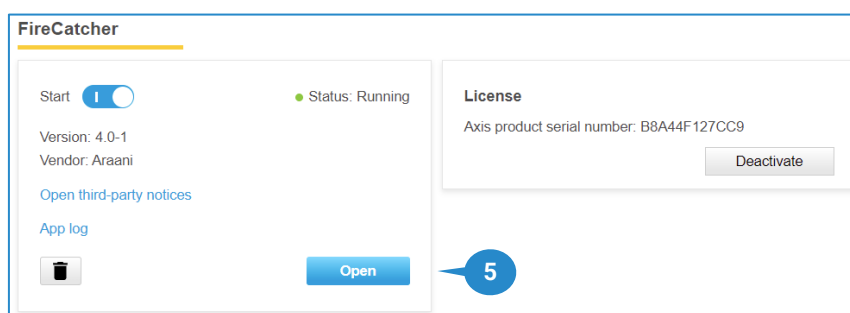 FireCatcher
Start
Status: Running
Version: 4.0-1
Vendor: Araani
Open third-party notices
App log
Open
5
License
Axis product serial number: B8A44F127CC9
Deactivate